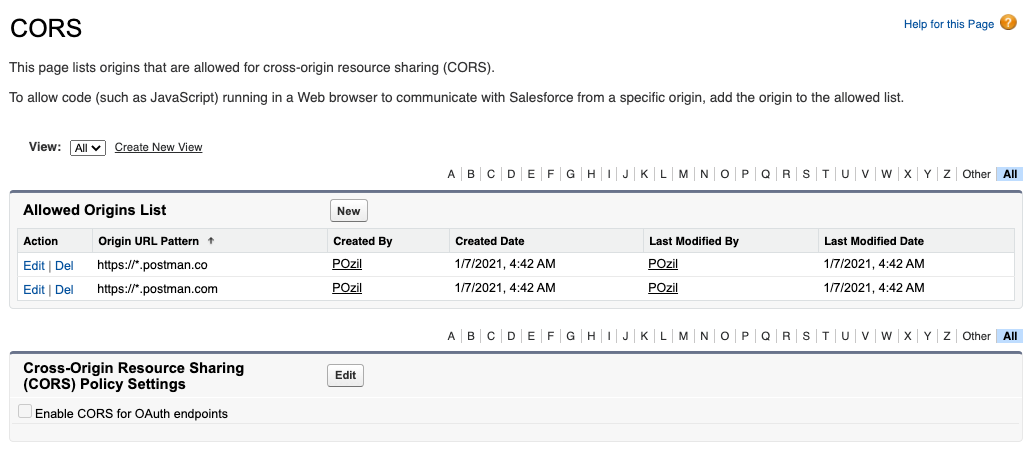 CORS
Help for this Page ?
This page lists origins that are allowed for cross-origin resource sharing (CORS).
To allow code (such as JavaScript) running in a Web browser to communicate with Salesforce from a specific origin, add the origin to the allowed list.
View: All Create New View
A | B | C | D | E | F | G | H | I | J | K | L | M | N | O | P | Q | R | S | T | U | V | W | X | Y | Z | Other | All
Allowed Origins List New
Action Origin URL Pattern ↑ Created By Created Date Last Modified By Last Modified Date
Edit | Del https://*.postman.co POzil 1/7/2021, 4:42 AM POzil 1/7/2021, 4:42 AM
Edit | Del https://*.postman.com POzil 1/7/2021, 4:42 AM POzil 1/7/2021, 4:42 AM
A | B | C | D | E | F | G | H | I | J | K | L | M | N | O | P | Q | R | S | T | U | V | W | X | Y | Z | Other | All
Cross-Origin Resource Sharing
(CORS) Policy Settings Edit
Enable CORS for OAuth endpoints